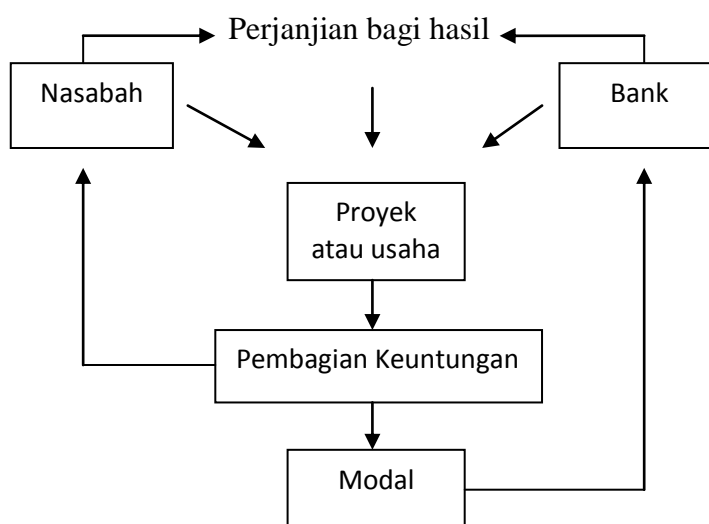 Perjanjian bagi hasil
Nasabah
Bank
Proyek
atau usaha
Pembagian Keuntungan
Modal